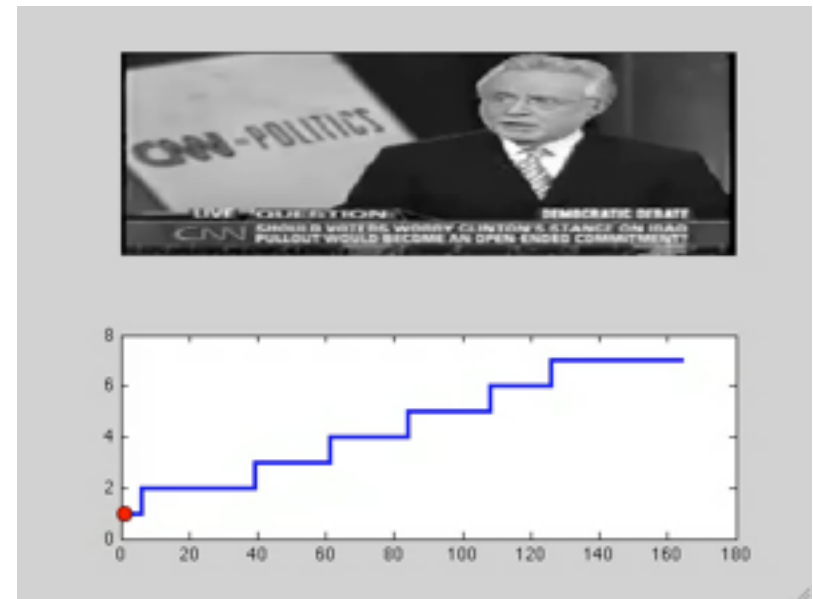 CNN-POLITICS
LIVE QUESTION: DEMOCRATIC DEBATE
CNN SHOULD VOTERS WORRY CLINTON'S STANCE ON IRAQ
PULLOUT WOULD BECOME AN OPEN-ENDED COMMITMENT?
8
6
4
2
0
0 20 40 60 80 100 120 140 160 180